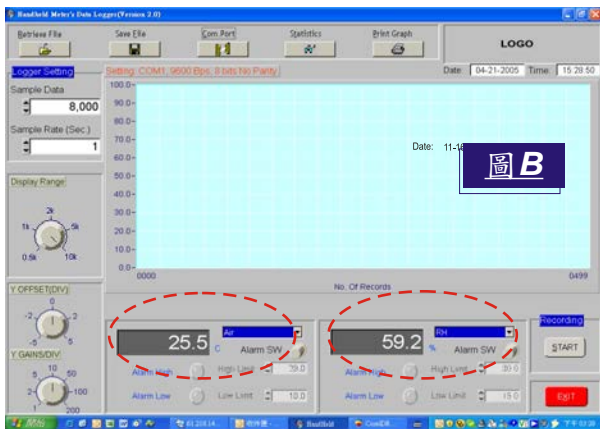 Handheld Meter's Data Logger(Version 2.0)
Retrieve File Save File Com.Port Statistics Print Graph
LOGO
Logger Setting Setting: COM1, 9600 Bps, 8 bits No Parity Date: 04-21-2005 Time: 15:28:50
Sample Data
8,000
Sample Rate (Sec.)
1
100.0
90.0
80.0
70.0
60.0
50.0
40.0
30.0
20.0
10.0
0.0
Date: 11-18
圖B
0000 0499
No. Of Records
Display Range
2k
1k 5k
0.5k 10k
Y OFFSET(DIV)
0
-2 2
-5 5
Y GAINS/DIV
10
5 50
2 100
1 200
25.5 C Air
Alarm SW
Alarm High High Limit
Alarm Low Low Limit 10.0
59.2 % RH
Alarm SW
Alarm High High Limit
Alarm Low Low Limit 15.0
Recording
START
EXIT
Handheld